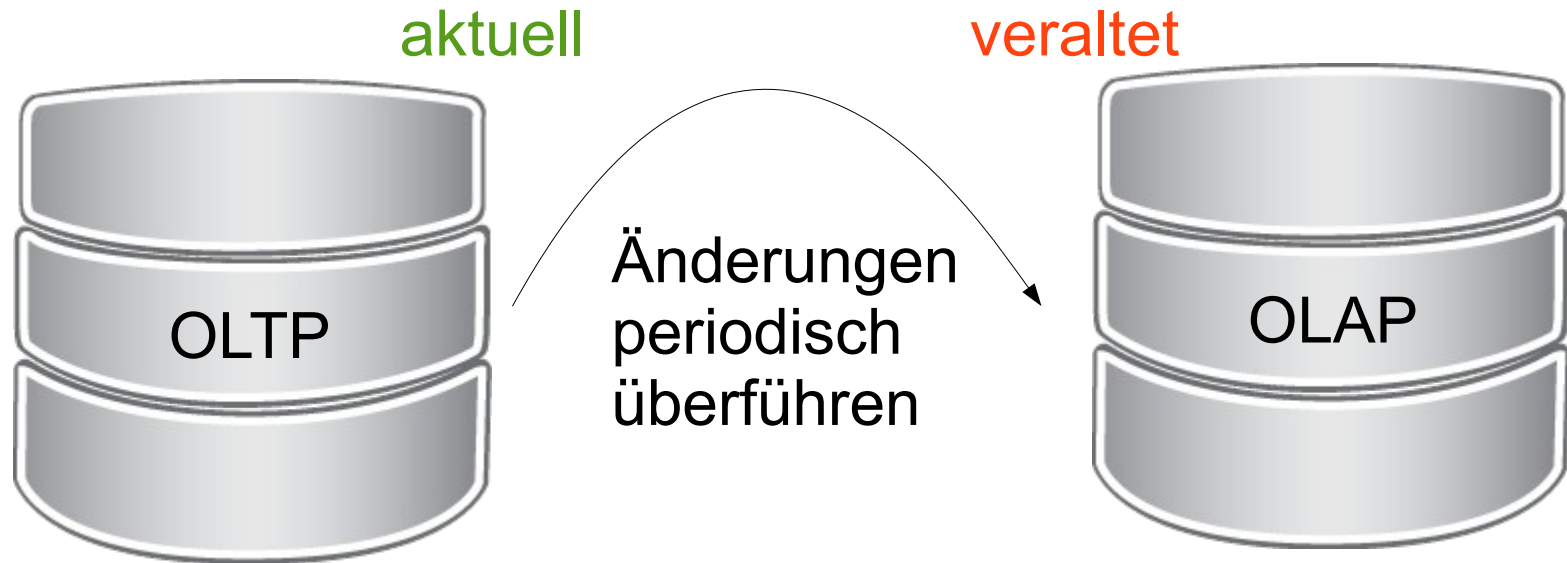 aktuell
veraltet
OLTP
Änderungen
periodisch
überführen
OLAP